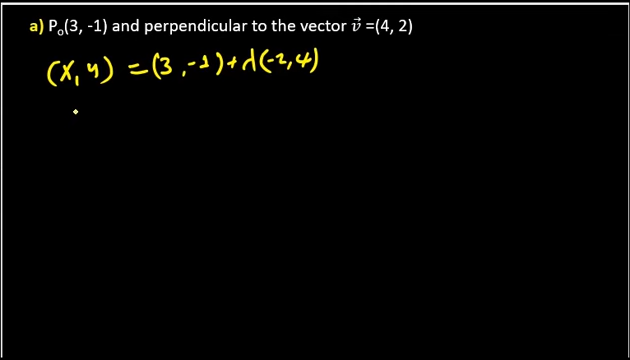 a) P₀(3, -1) and perpendicular to the vector v⃗ =(4, 2)
(x, y) = (3, -1) + λ(-2, 4)